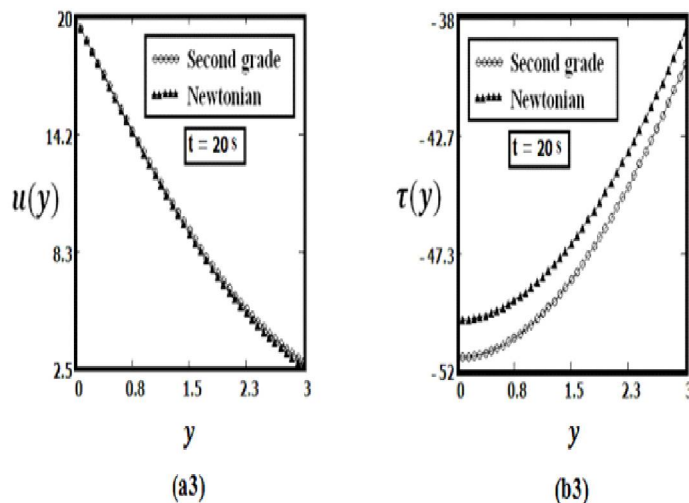 20
14.2
8.3
2.5
u(y)
Second grade
Newtonian
t = 20 s
0
0.8
1.5
2.3
3
y
(a3)
-38
-42.7
-47.3
-52
τ(y)
Second grade
Newtonian
t = 20 s
0
0.8
1.5
2.3
3
y
(b3)